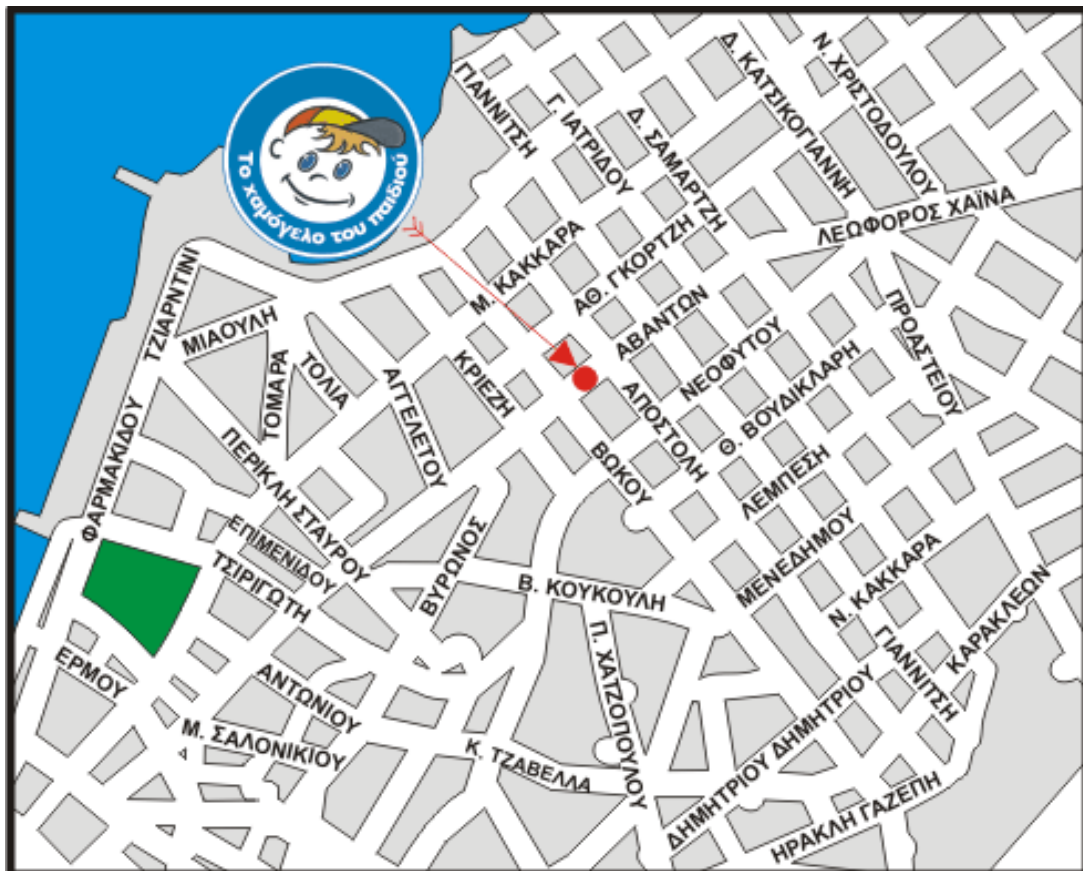 ΓΙΑΝΝΙΤΣΗ
Γ. ΙΑΤΡΙΔΟΥ
Δ. ΣΑΜΑΡΤΖΗ
Δ. ΚΑΤΣΙΚΟΓΙΑΝΝΗ
Ν. ΧΡΙΣΤΟΔΟΥΛΟΥ
ΛΕΩΦΟΡΟΣ ΧΑΪΝΑ
Το χαμόγελο του παιδιού
Μ. ΚΑΚΚΑΡΑ
ΑΘ. ΓΚΟΡΤΖΗ
ΑΒΑΝΤΩΝ
ΝΕΟΦΥΤΟΥ
Θ. ΒΟΥΔΙΚΛΑΡΗ
ΠΡΟΑΣΤΕΙΟΥ
ΤΖΙΑΡΝΤΙΝΙ
ΜΙΑΟΥΛΗ
ΤΟΜΑΡΑ
ΤΟΛΙΑ
ΑΓΓΕΛΕΤΟΥ
ΚΡΙΕΖΗ
ΑΠΟΣΤΟΛΗ
ΒΩΚΟΥ
ΛΕΜΠΕΣΗ
ΦΑΡΜΑΚΙΔΟΥ
ΠΕΡΙΚΛΗ ΣΤΑΥΡΟΥ
ΕΠΙΜΕΝΙΔΟΥ
ΤΣΙΡΙΓΩΤΗ
ΒΥΡΩΝΟΣ
Β. ΚΟΥΚΟΥΛΗ
ΜΕΝΕΔΗΜΟΥ
Ν. ΚΑΚΚΑΡΑ
ΓΙΑΝΝΙΤΣΗ
ΚΑΡΑΚΛΕΩΝ
Π. ΧΑΤΖΟΠΟΥΛΟΥ
ΕΡΜΟΥ
ΑΝΤΩΝΙΟΥ
Μ. ΣΑΛΟΝΙΚΙΟΥ
Κ. ΤΖΑΒΕΛΛΑ
ΔΗΜΗΤΡΙΟΥ ΔΗΜΗΤΡΙΟΥ
ΗΡΑΚΛΗ ΓΑΖΕΠΗ